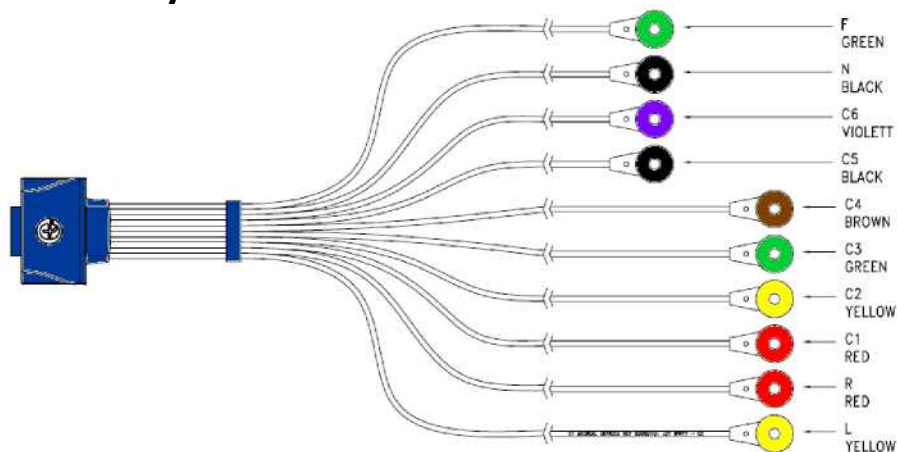 F
GREEN
N
BLACK
C6
VIOLETT
C5
BLACK
C4
BROWN
C3
GREEN
C2
YELLOW
C1
RED
R
RED
L
YELLOW